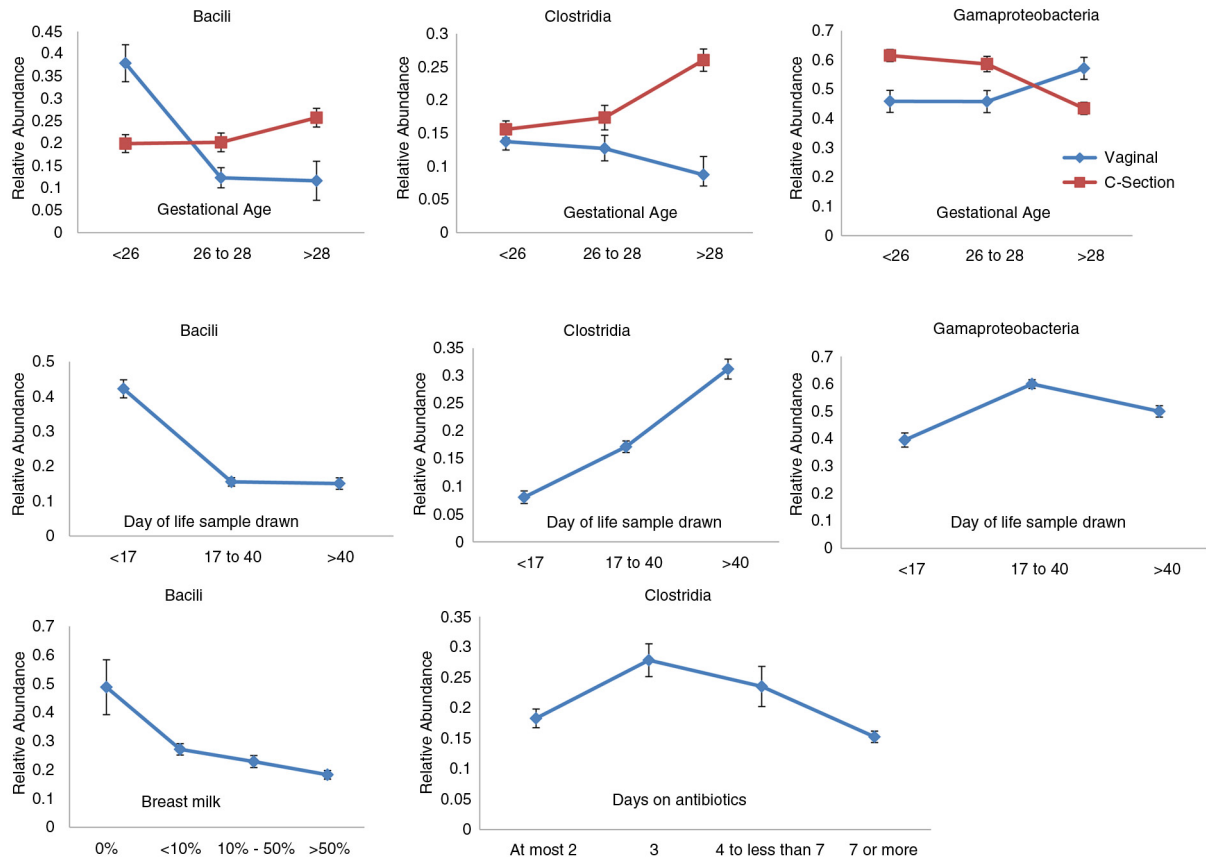 Bacili
Relative Abundance
0.45
0.4
0.35
0.3
0.25
0.2
0.15
0.1
0.05
0
Gestational Age
<26 26 to 28 >28
Clostridia
Relative Abundance
0.3
0.25
0.2
0.15
0.1
0.05
0
Gestational Age
<26 26 to 28 >28
Gamaproteobacteria
Relative Abundance
0.7
0.6
0.5
0.4
0.3
0.2
0.1
0
Vaginal
C-Section
Gestational Age
<26 26 to 28 >28
Bacili
Relative Abundance
0.5
0.4
0.3
0.2
0.1
0
Day of life sample drawn
<17 17 to 40 >40
Clostridia
Relative Abundance
0.35
0.3
0.25
0.2
0.15
0.1
0.05
0
Day of life sample drawn
<17 17 to 40 >40
Gamaproteobacteria
Relative Abundance
0.7
0.6
0.5
0.4
0.3
0.2
0.1
0
Day of life sample drawn
<17 17 to 40 >40
Bacili
Relative Abundance
0.7
0.6
0.5
0.4
0.3
0.2
0.1
0
Breast milk
0% <10% 10% - 50% >50%
Clostridia
Relative Abundance
0.35
0.3
0.25
0.2
0.15
0.1
0.05
0
Days on antibiotics
At most 2 3 4 to less than 7 7 or more